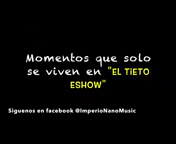 Momentos que solo
se viven en "EL TIETO
ESHOW"
Siguenos en facebook @ImperioNanoMusic